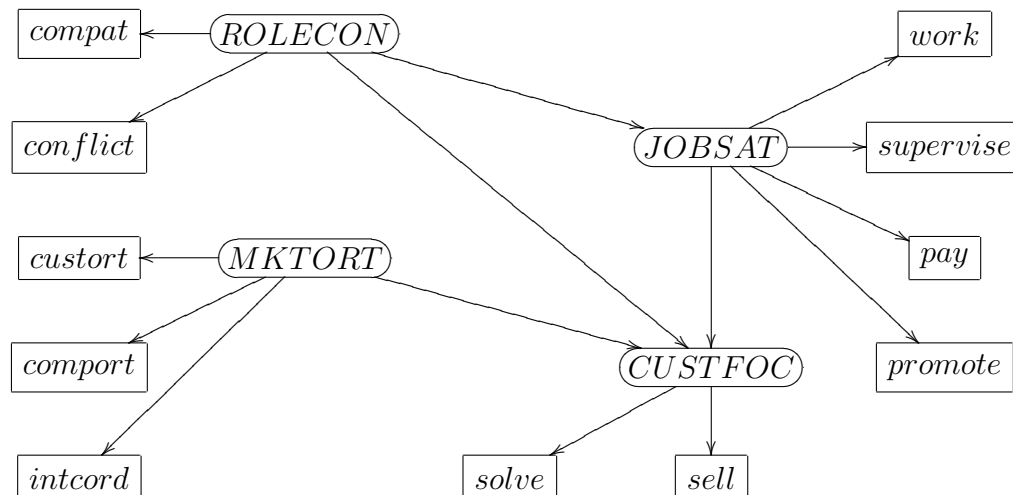 compat
ROLECON
work
conflict
JOBSAT
supervise
custort
MKTORT
pay
comport
CUSTFOC
promote
intcord
solve
sell